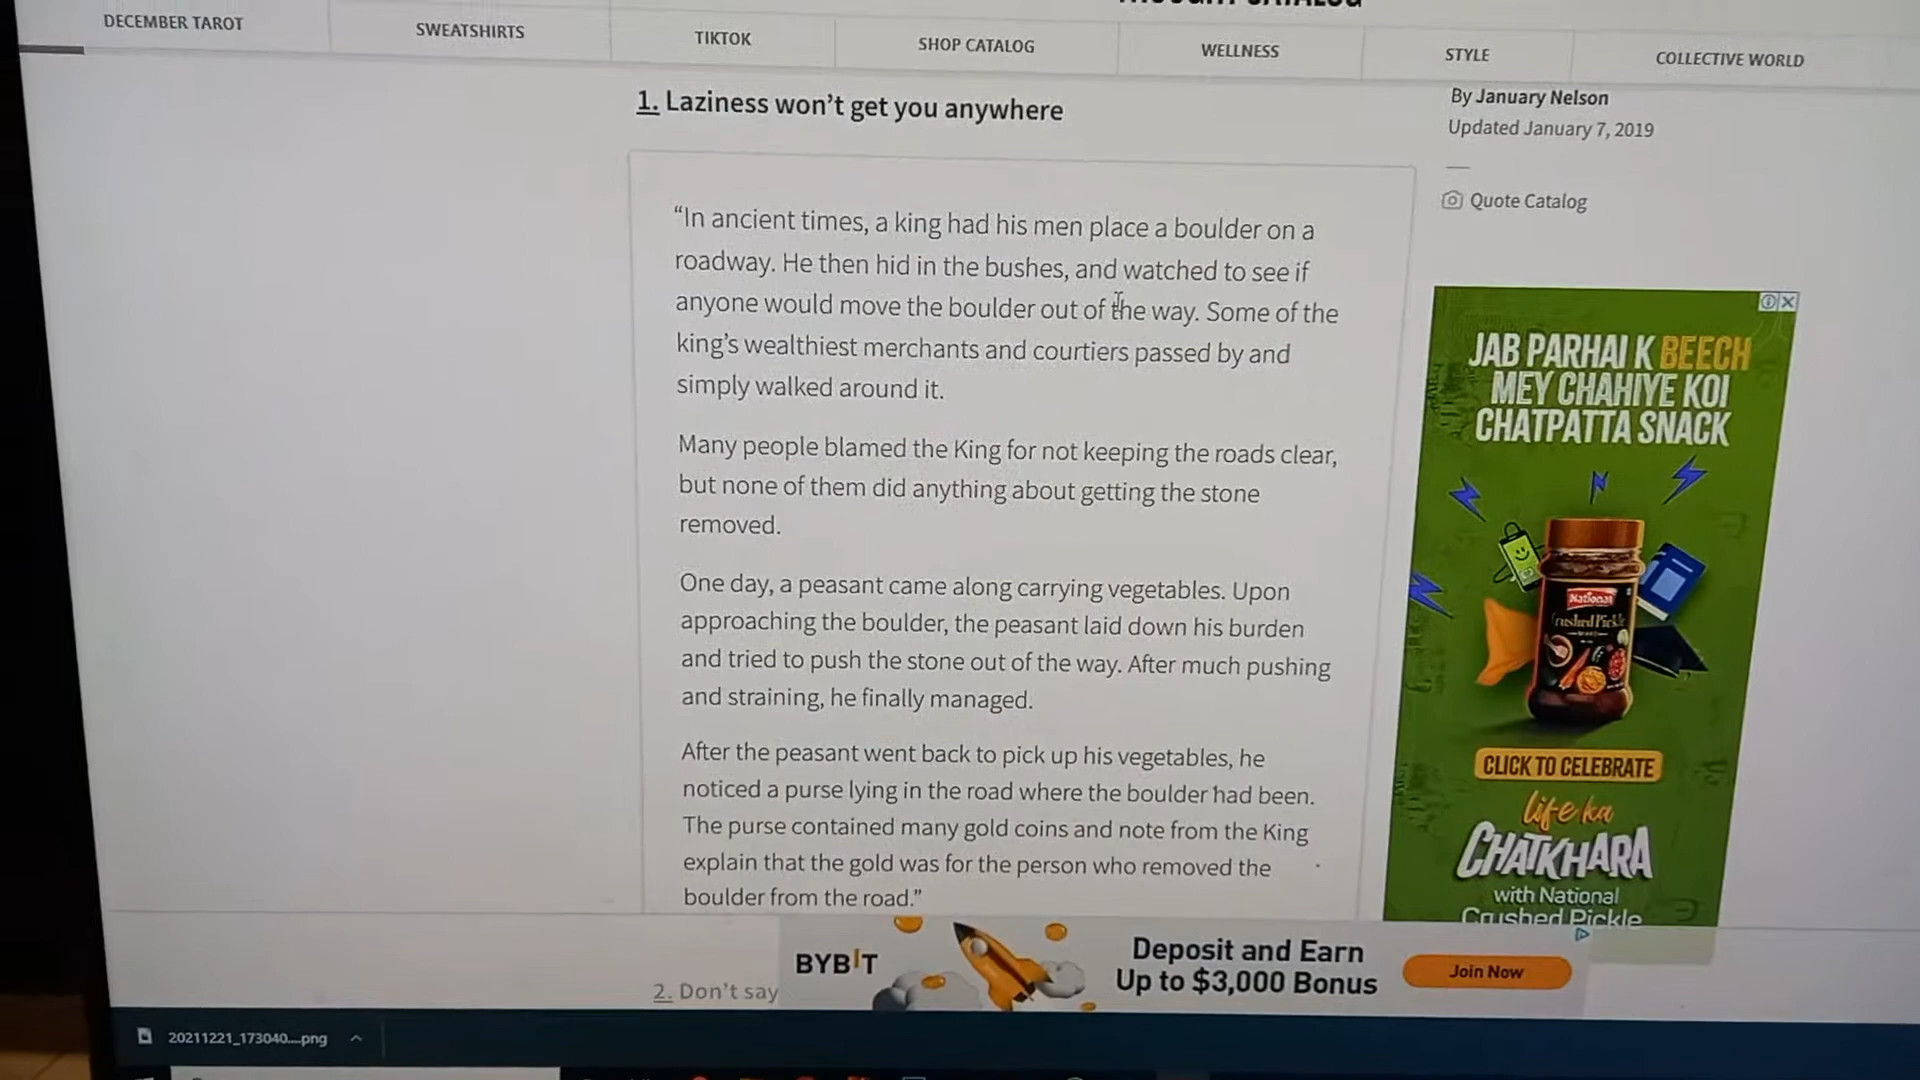 THOUGHT CATALOG
DECEMBER TAROT
SWEATSHIRTS
TIKTOK
SHOP CATALOG
WELLNESS
STYLE
COLLECTIVE WORLD
1. Laziness won’t get you anywhere
“In ancient times, a king had his men place a boulder on a
roadway. He then hid in the bushes, and watched to see if
anyone would move the boulder out of the way. Some of the
king’s wealthiest merchants and courtiers passed by and
simply walked around it.
Many people blamed the King for not keeping the roads clear,
but none of them did anything about getting the stone
removed.
One day, a peasant came along carrying vegetables. Upon
approaching the boulder, the peasant laid down his burden
and tried to push the stone out of the way. After much pushing
and straining, he finally managed.
After the peasant went back to pick up his vegetables, he
noticed a purse lying in the road where the boulder had been.
The purse contained many gold coins and note from the King
explain that the gold was for the person who removed the
boulder from the road.”
2. Don’t say
By January Nelson
Updated January 7, 2019
Quote Catalog
JAB PARHAI K BEECH
MEY CHAHIYE KOI
CHATPATTA SNACK
National
Crushed Pickle
CLICK TO CELEBRATE
life ka
CHATKHARA
with National
Crushed Pickle
BYBIT
Deposit and Earn
Up to $3,000 Bonus
Join Now
20211221_173040....png